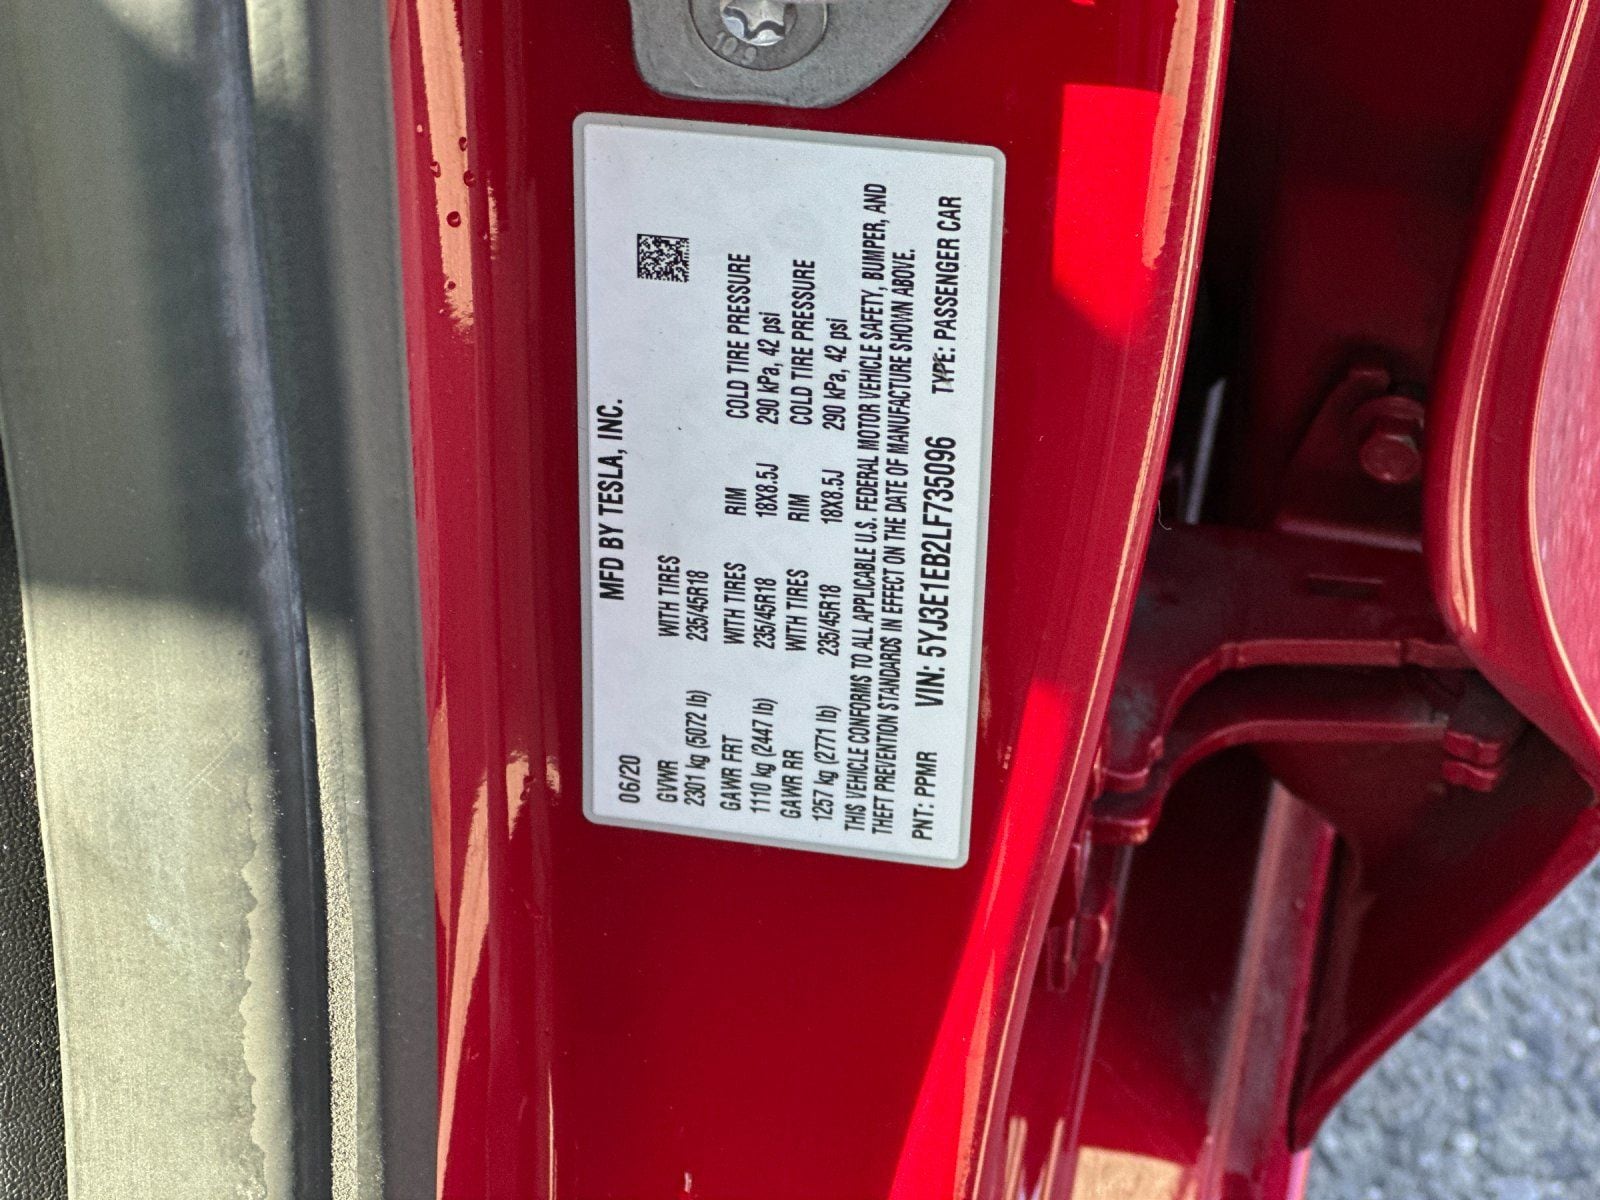 10.9
MFD BY TESLA, INC.
06/20
GVWR WITH TIRES
2301 kg (5072 lb) 235/45R18
GAWR FRT WITH TIRES RIM COLD TIRE PRESSURE
1110 kg (2447 lb) 235/45R18 18X8.5J 290 kPa, 42 psi
GAWR RR WITH TIRES RIM COLD TIRE PRESSURE
1257 kg (2771 lb) 235/45R18 18X8.5J 290 kPa, 42 psi
THIS VEHICLE CONFORMS TO ALL APPLICABLE U.S. FEDERAL MOTOR VEHICLE SAFETY, BUMPER, AND
THEFT PREVENTION STANDARDS IN EFFECT ON THE DATE OF MANUFACTURE SHOWN ABOVE.
PNT: PPMR VIN: 5YJ3E1EB2LF735096 TYPE: PASSENGER CAR